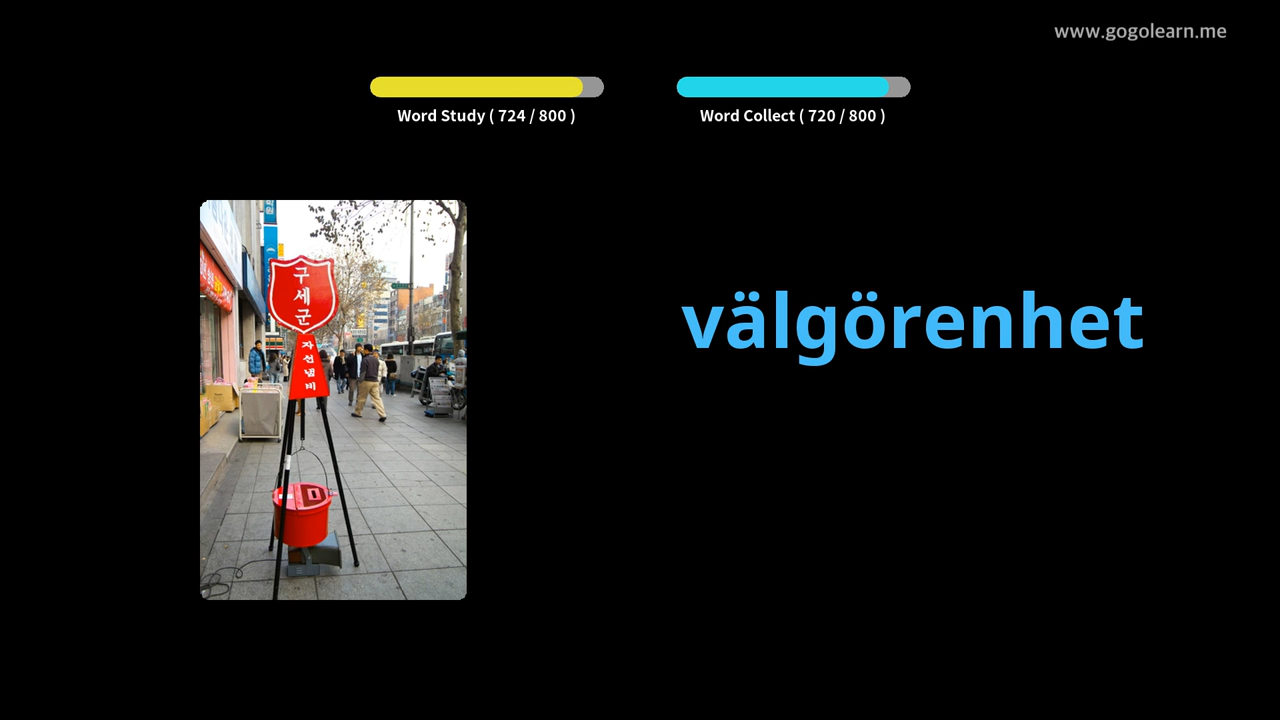 www.gogolearn.me
Word Study ( 724 / 800 )
Word Collect ( 720 / 800 )
구세군
자선냄비
välgörenhet